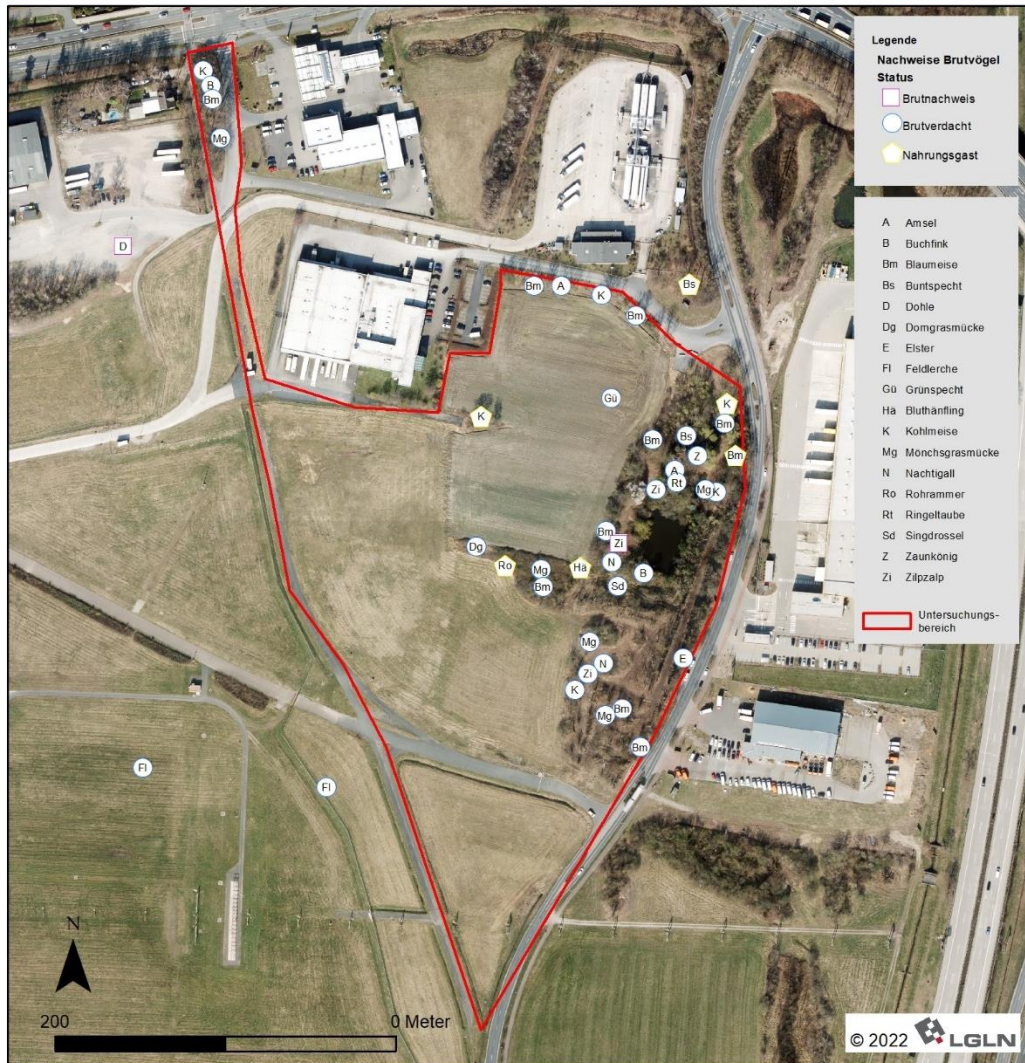 Legende
Nachweise Brutvögel
Status
Brutnachweis
Brutverdacht
Nahrungsgast
A Amsel
B Buchfink
Bm Blaumeise
Bs Buntspecht
D Dohle
Dg Dorngrasmücke
E Elster
Fl Feldlerche
Gü Grünspecht
Hä Bluthänfling
K Kohlmeise
Mg Mönchsgrasmücke
N Nachtigall
Ro Rohrammer
Rt Ringeltaube
Sd Singdrossel
Z Zaunkönig
Zi Zilpzalp
Untersuchungs-
bereich
K
B
Bm
Mg
D
Bm
A
K
Bs
Bm
Gü
K
K
Bm
Bm
Bs
Z
Bm
A
Rt
Zi
Mg
K
Bm
Zi
Dg
N
Ro
Mg
Hä
B
Bm
Sd
Mg
N
E
Zi
K
Bm
Mg
Bm
Fl
Fl
N
200 0 Meter
© 2022 LGLN